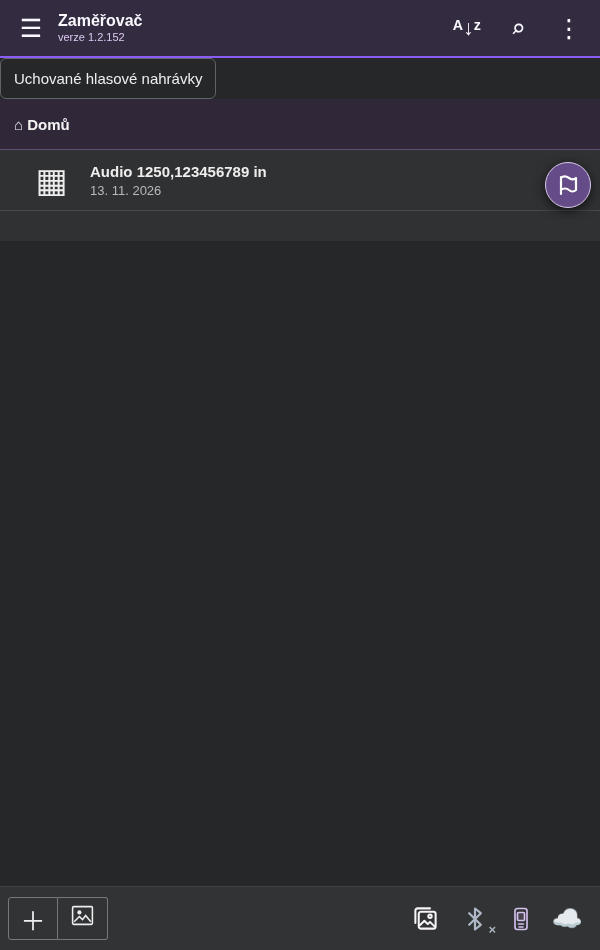 Zaměřovač
verze 1.2.152
A↓z
Uchované hlasové nahrávky
Domů
Audio 1250,123456789 in
13. 11. 2026